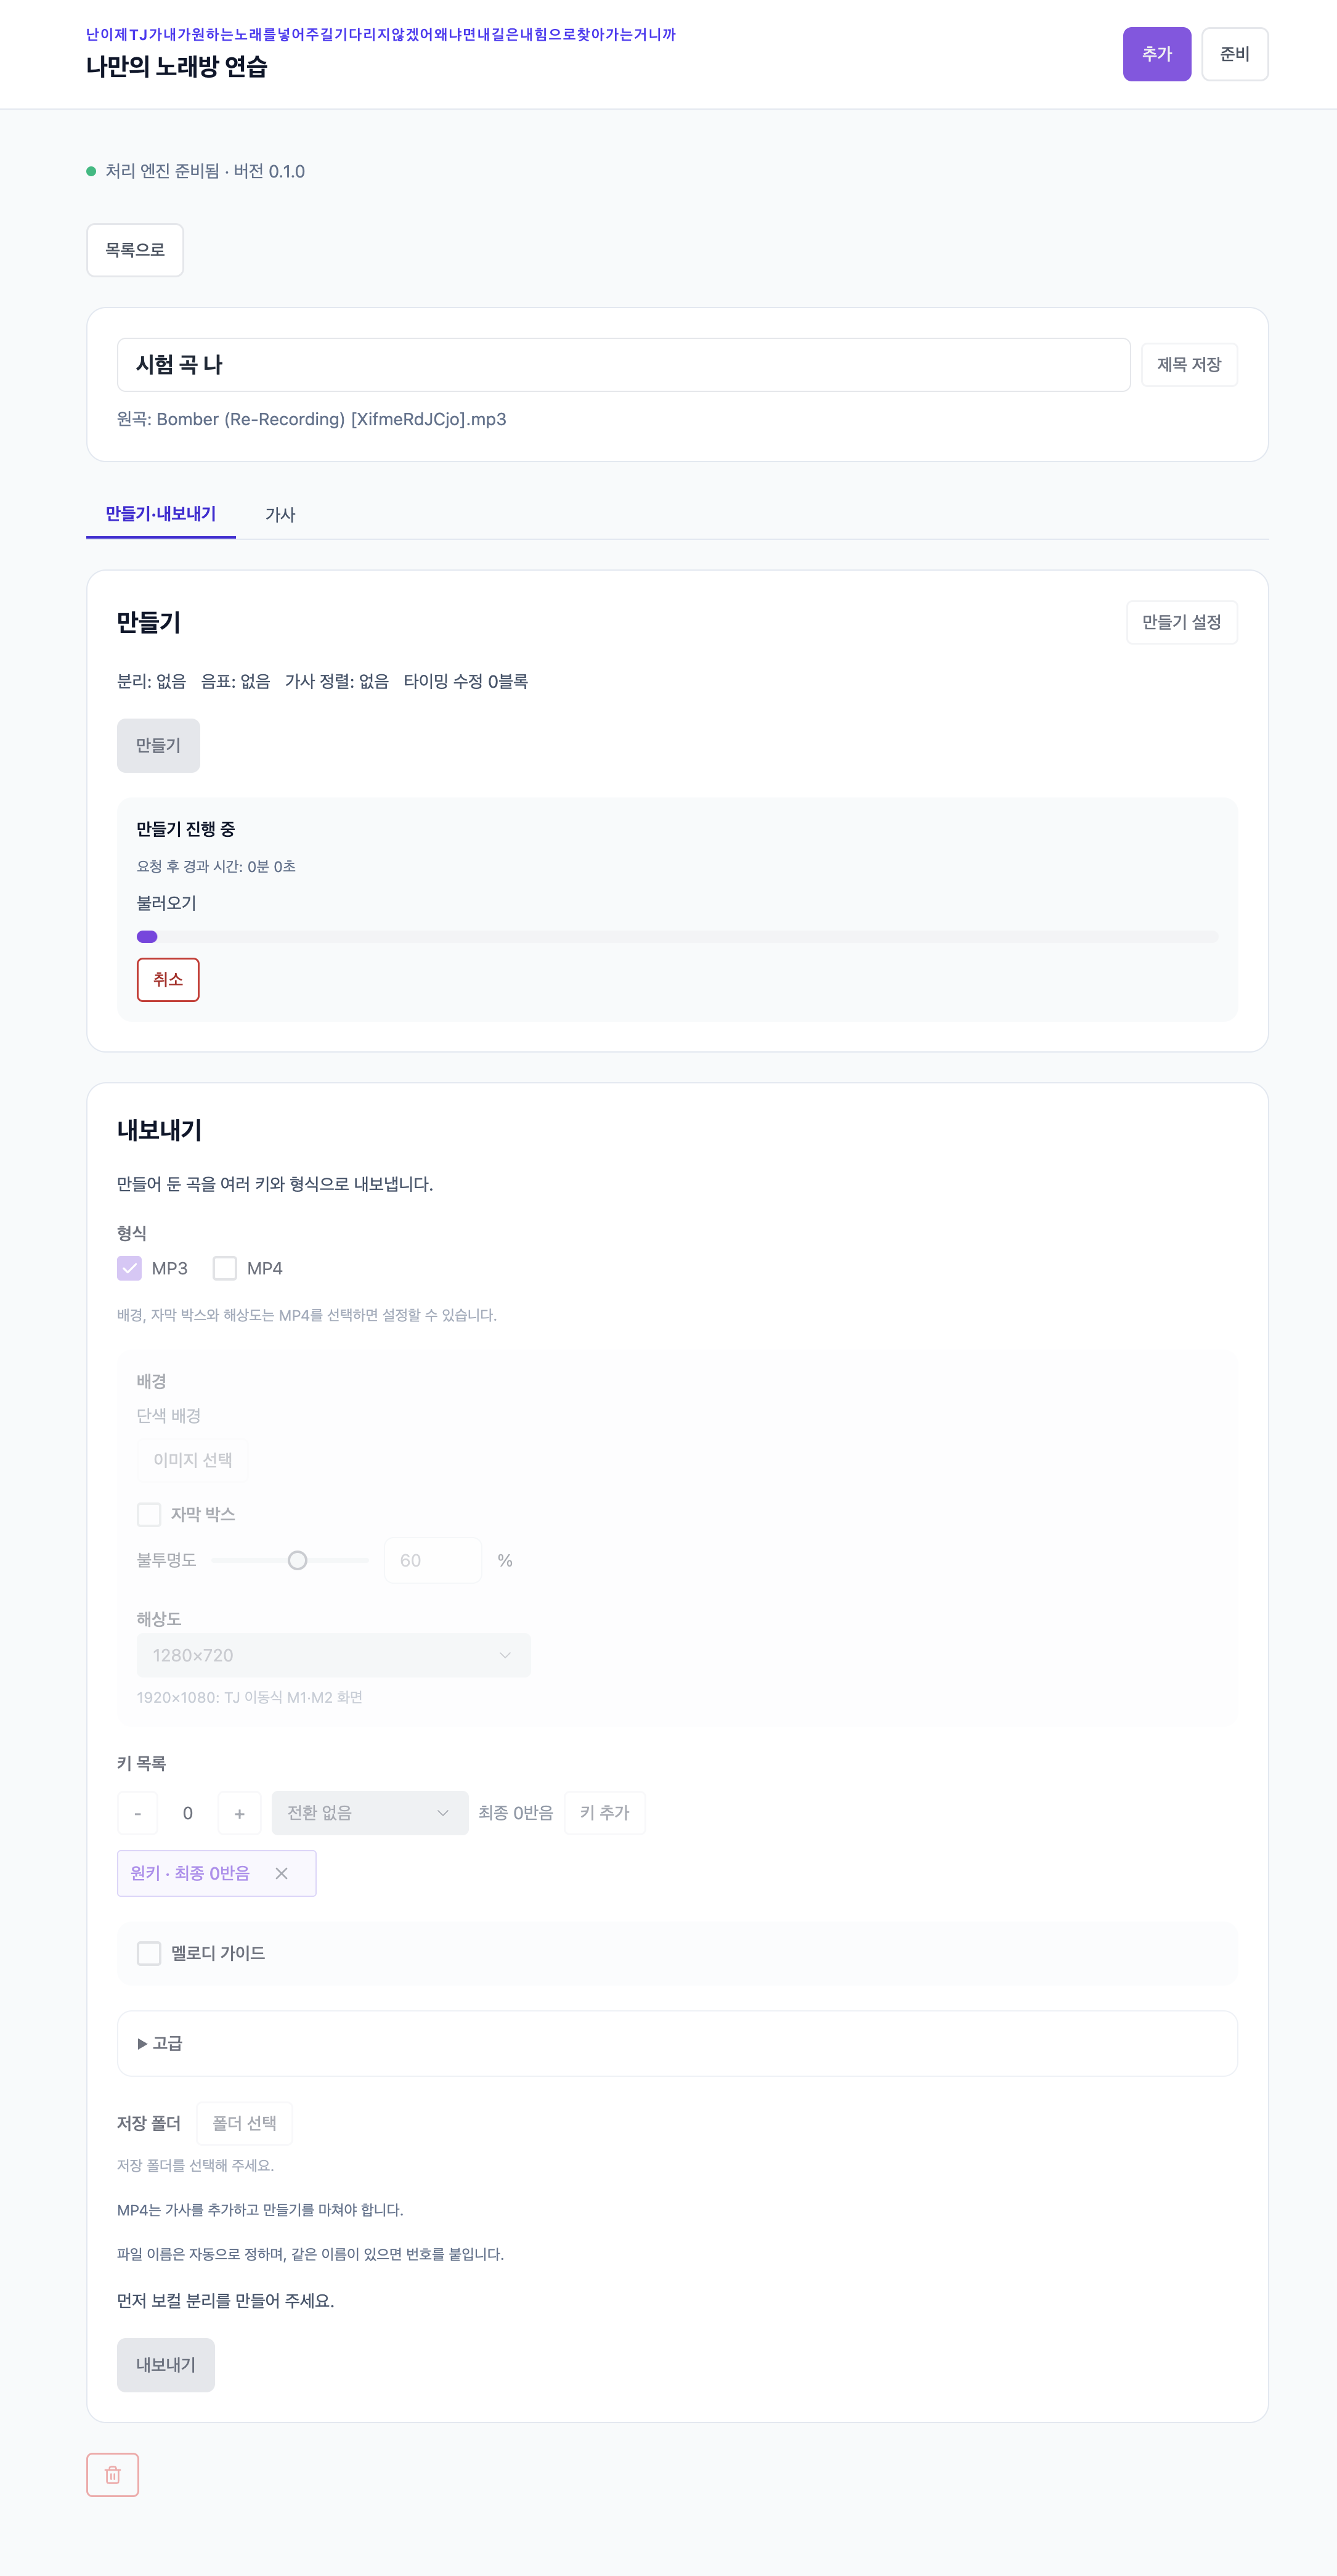 난이제TJ가내가원하는노래를넣어주길기다리지않겠어왜냐면내길은내힘으로찾아가는거니까
나만의 노래방 연습
추가
준비
처리 엔진 준비됨 · 버전 0.1.0
목록으로
시험 곡 나
제목 저장
원곡: Bomber (Re-Recording) [XifmeRdJCjo].mp3
만들기·내보내기
가사
만들기
만들기 설정
분리: 없음 음표: 없음 가사 정렬: 없음 타이밍 수정 0블록
만들기
만들기 진행 중
요청 후 경과 시간: 0분 0초
불러오기
취소
내보내기
만들어 둔 곡을 여러 키와 형식으로 내보냅니다.
형식
MP3
MP4
배경, 자막 박스와 해상도는 MP4를 선택하면 설정할 수 있습니다.
배경
단색 배경
이미지 선택
자막 박스
불투명도
60
%
해상도
1280×720
1920×1080: TJ 이동식 M1·M2 화면
키 목록
-
0
+
전환 없음
최종 0반음
키 추가
원키 · 최종 0반음
멜로디 가이드
고급
저장 폴더
폴더 선택
저장 폴더를 선택해 주세요.
MP4는 가사를 추가하고 만들기를 마쳐야 합니다.
파일 이름은 자동으로 정하며, 같은 이름이 있으면 번호를 붙입니다.
먼저 보컬 분리를 만들어 주세요.
내보내기